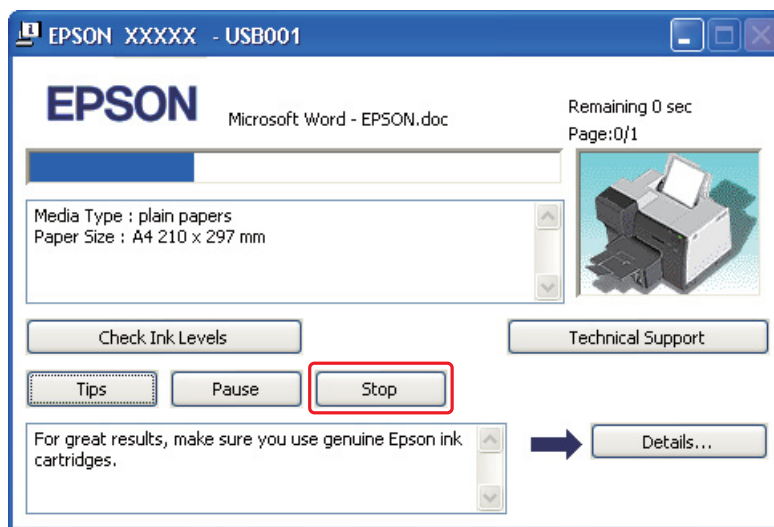 EPSON XXXXX - USB001
EPSON
Microsoft Word - EPSON.doc
Remaining 0 sec
Page:0/1
Media Type : plain papers
Paper Size : A4 210 x 297 mm
Check Ink Levels
Technical Support
Tips
Pause
Stop
For great results, make sure you use genuine Epson ink
cartridges.
Details...